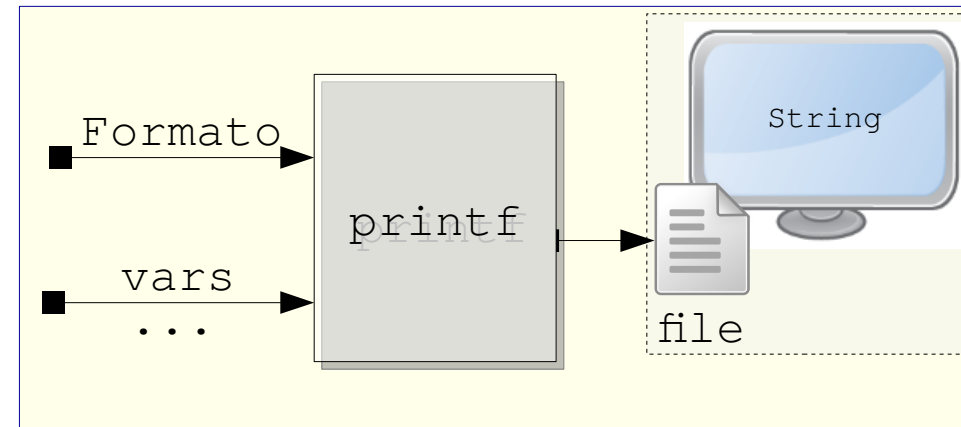 Formato
vars
...
printf
String
file